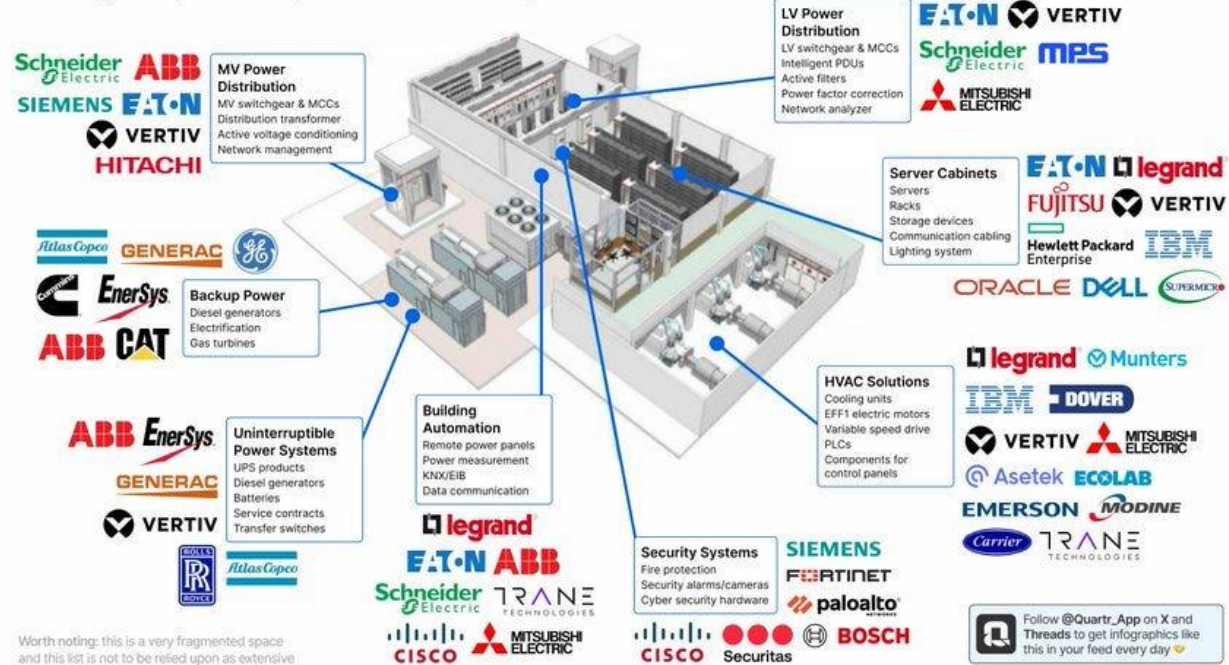 Schneider Electric
ABB
SIEMENS
EATON
VERTIV
HITACHI
MV Power
Distribution
MV switchgear & MCCs
Distribution transformer
Active voltage conditioning
Network management
LV Power
Distribution
LV switchgear & MCCs
Intelligent PDUs
Active filters
Power factor correction
Network analyzer
EATON
VERTIV
Schneider Electric
mps
MITSUBISHI
ELECTRIC
Server Cabinets
Servers
Racks
Storage devices
Communication cabling
Lighting system
EATON
legrand
FUJITSU
VERTIV
Hewlett Packard
Enterprise
IBM
ORACLE
DELL
SUPERMICR
Atlas Copco
GENERAC
GE
Cummins
EnerSys
ABB
CAT
Backup Power
Diesel generators
Electrification
Gas turbines
ABB
EnerSys
GENERAC
VERTIV
ROLLS
RR
ROYCE
Atlas Copco
Uninterruptible
Power Systems
UPS products
Diesel generators
Batteries
Service contracts
Transfer switches
Building
Automation
Remote power panels
Power measurement
KNX/EIB
Data communication
legrand
EATON
ABB
Schneider Electric
TRANE
TECHNOLOGIES
CISCO
MITSUBISHI
ELECTRIC
Security Systems
Fire protection
Security alarms/cameras
Cyber security hardware
SIEMENS
FORTINET
paloalto
NETWORKS
CISCO
Securitas
BOSCH
HVAC Solutions
Cooling units
EFF1 electric motors
Variable speed drive
PLCs
Components for
control panels
legrand
Munters
IBM
DOVER
VERTIV
MITSUBISHI
ELECTRIC
Asetek
ECOLAB
EMERSON
MODINE
Carrier
TRANE
TECHNOLOGIES
Worth noting: this is a very fragmented space
and this list is not to be relied upon as extensive
Follow @Quartr_App on X and
Threads to get infographics like
this in your feed every day